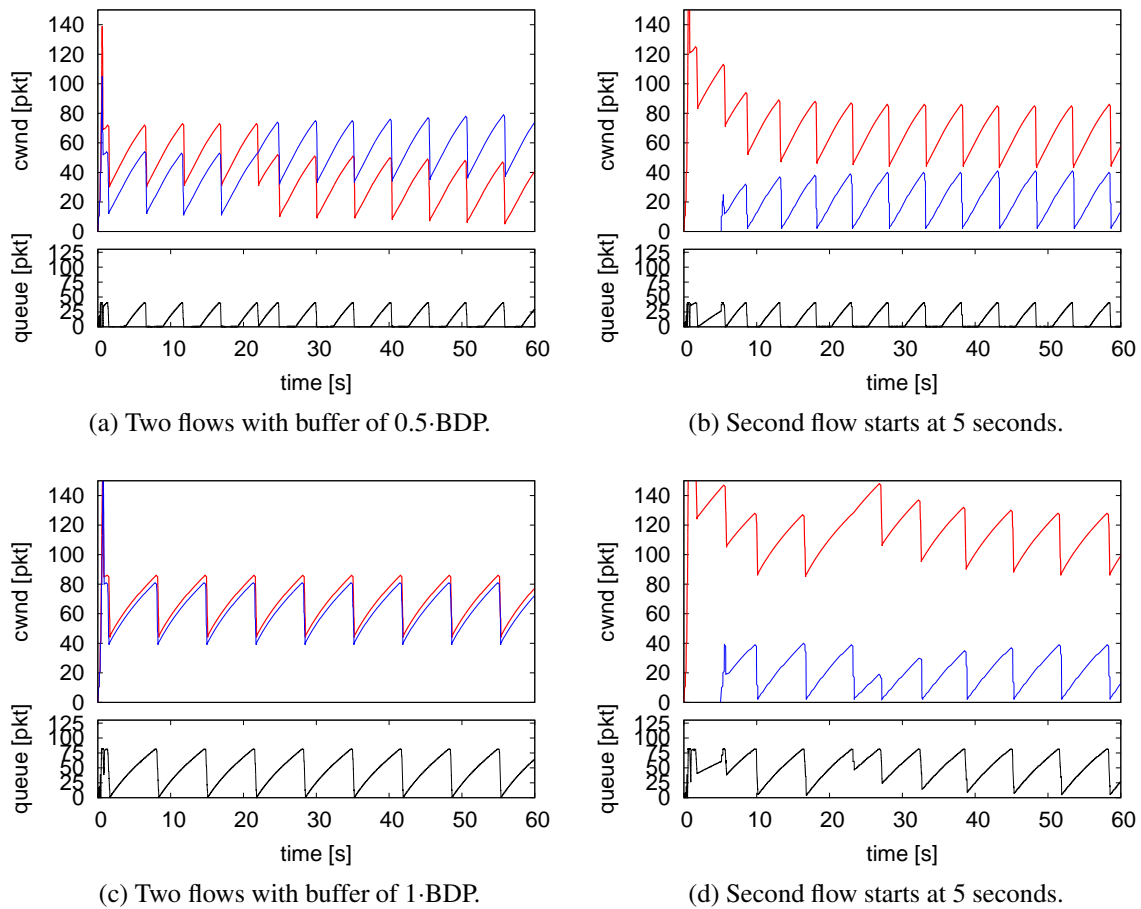 140
120
100
80
60
40
20
0
cwnd [pkt]
125
100
75
50
25
0
queue [pkt]
0 10 20 30 40 50 60
time [s]
(a) Two flows with buffer of 0.5·BDP.
140
120
100
80
60
40
20
0
cwnd [pkt]
125
100
75
50
25
0
queue [pkt]
0 10 20 30 40 50 60
time [s]
(b) Second flow starts at 5 seconds.
140
120
100
80
60
40
20
0
cwnd [pkt]
125
100
75
50
25
0
queue [pkt]
0 10 20 30 40 50 60
time [s]
(c) Two flows with buffer of 1·BDP.
140
120
100
80
60
40
20
0
cwnd [pkt]
125
100
75
50
25
0
queue [pkt]
0 10 20 30 40 50 60
time [s]
(d) Second flow starts at 5 seconds.